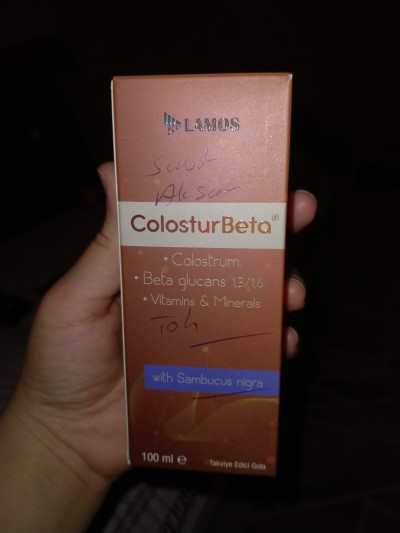 LAMOS
Sabah
Akşam
ColosturBeta®
• Colostrum
• Beta glucans 1.3/1.6
• Vitamins & Minerals
Tok
with Sambucus nigra
100 ml e
Takviye Edici Gıda